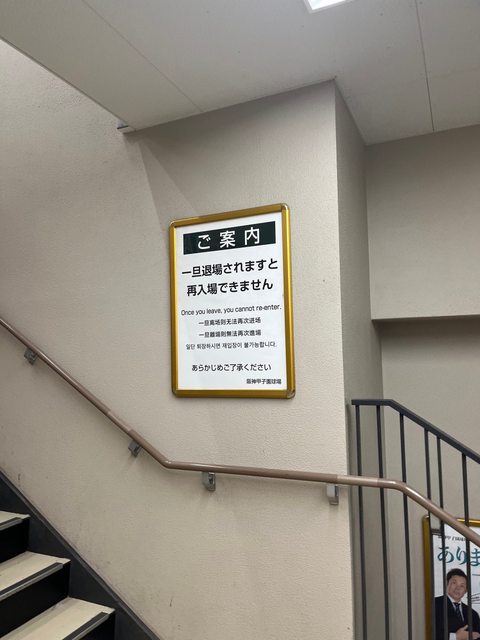 ご案内
一旦退場されますと
再入場できません
Once you leave, you cannot re-enter.
一旦离场则无法再次进场
一旦離場則無法再次進場
일단 퇴장하시면 재입장이 불가능합니다.
あらかじめご了承ください
阪神甲子園球場
あり